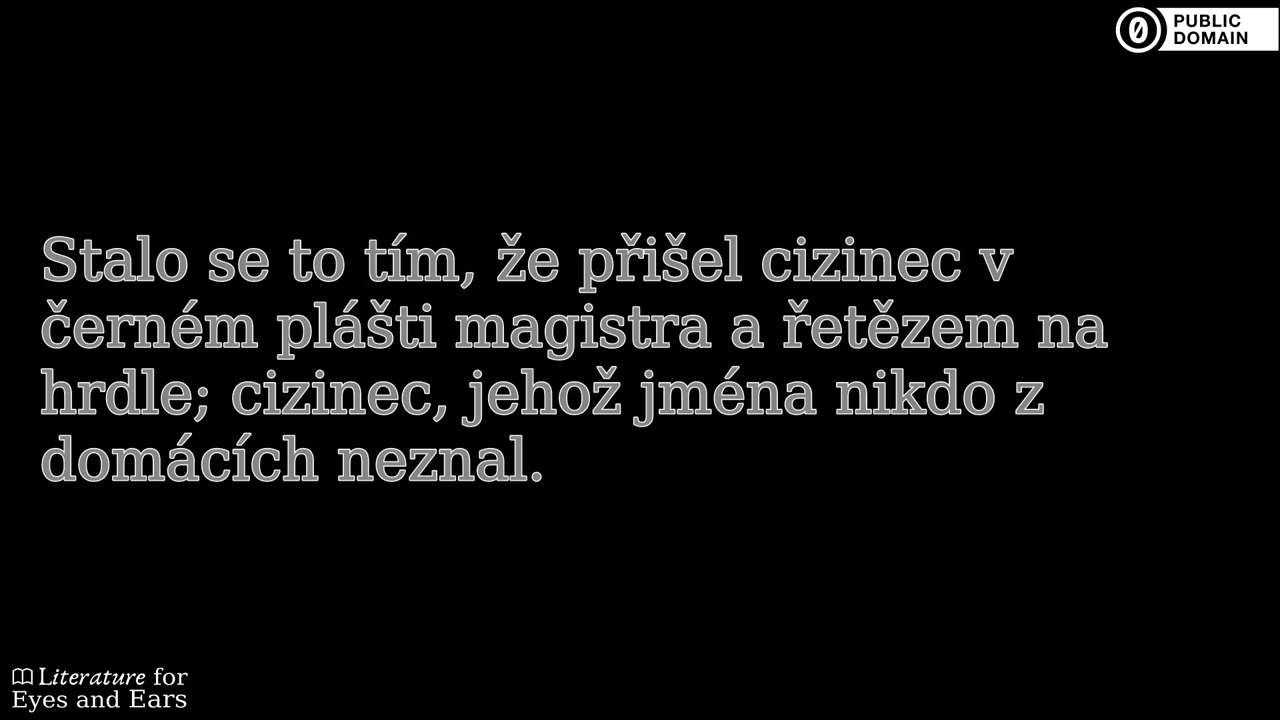 PUBLIC
DOMAIN
Stalo se to tím, že přišel cizinec v
černém plášti magistra a řetězem na
hrdle; cizinec, jehož jména nikdo z
domácích neznal.
Literature for
Eyes and Ears